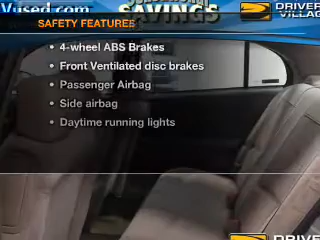 Vused.com
SAVINGS
DRIVER
VILLAG
SAFETY FEATURES
• 4-wheel ABS Brakes
• Front Ventilated disc brakes
• Passenger Airbag
• Side airbag
• Daytime running lights
DRIVER